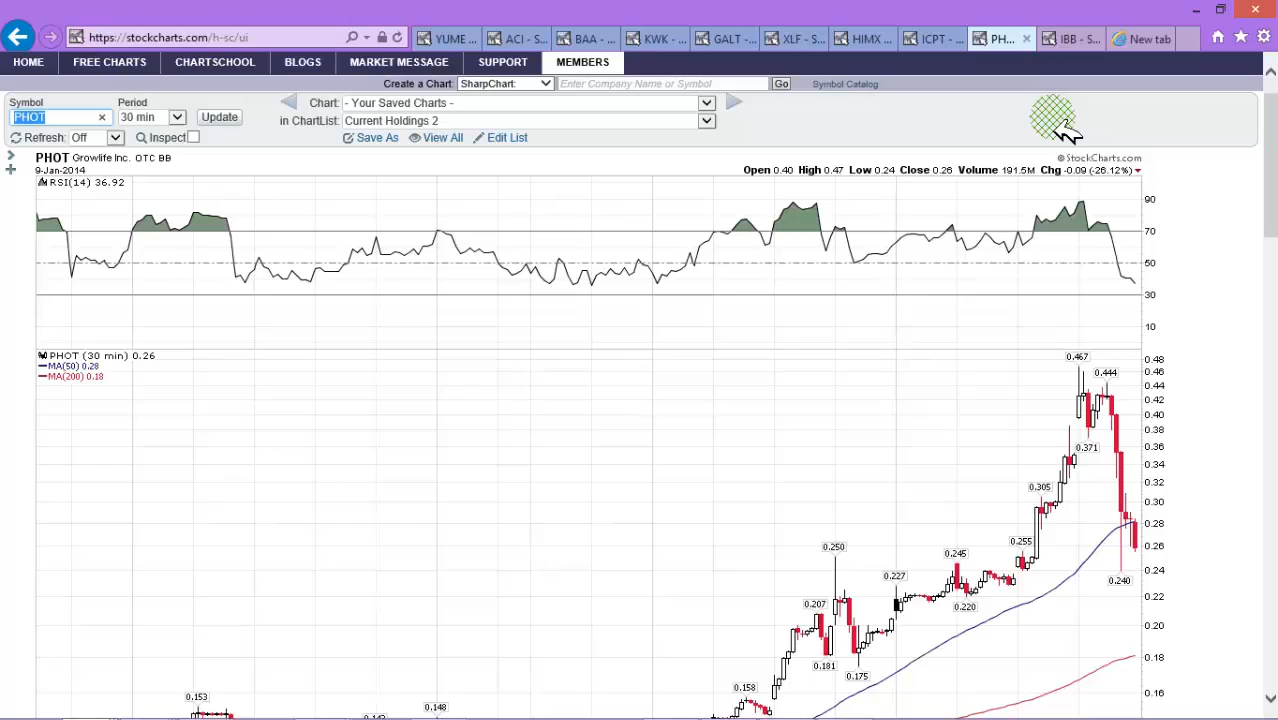 https://stockcharts.com/h-sc/ui
YUME ...
ACI - S...
BAA - ...
KWK - ...
GALT - ...
XLF - S...
HIMX ...
ICPT - ...
PH...
IBB - S...
New tab
HOME FREE CHARTS CHARTSCHOOL BLOGS MARKET MESSAGE SUPPORT MEMBERS
Create a Chart: SharpChart: Enter Company Name or Symbol Go Symbol Catalog
Symbol Period
PHOT 30 min Update
Chart: - Your Saved Charts -
in ChartList: Current Holdings 2
Refresh: Off Inspect
Save As View All Edit List
PHOT Growlife Inc. OTC BB
© StockCharts.com
9-Jan-2014
Open 0.40 High 0.47 Low 0.24 Close 0.26 Volume 191.5M Chg -0.09 (-26.12%)
RSI(14) 36.92
90
70
50
30
10
PHOT (30 min) 0.26
MA(50) 0.28
MA(200) 0.18
0.467
0.48
0.46
0.444
0.44
0.42
0.40
0.38
0.371
0.36
0.34
0.32
0.305
0.30
0.28
0.255
0.250
0.26
0.245
0.24
0.240
0.227
0.22
0.220
0.207
0.20
0.181
0.175
0.18
0.158
0.16
0.153
0.148